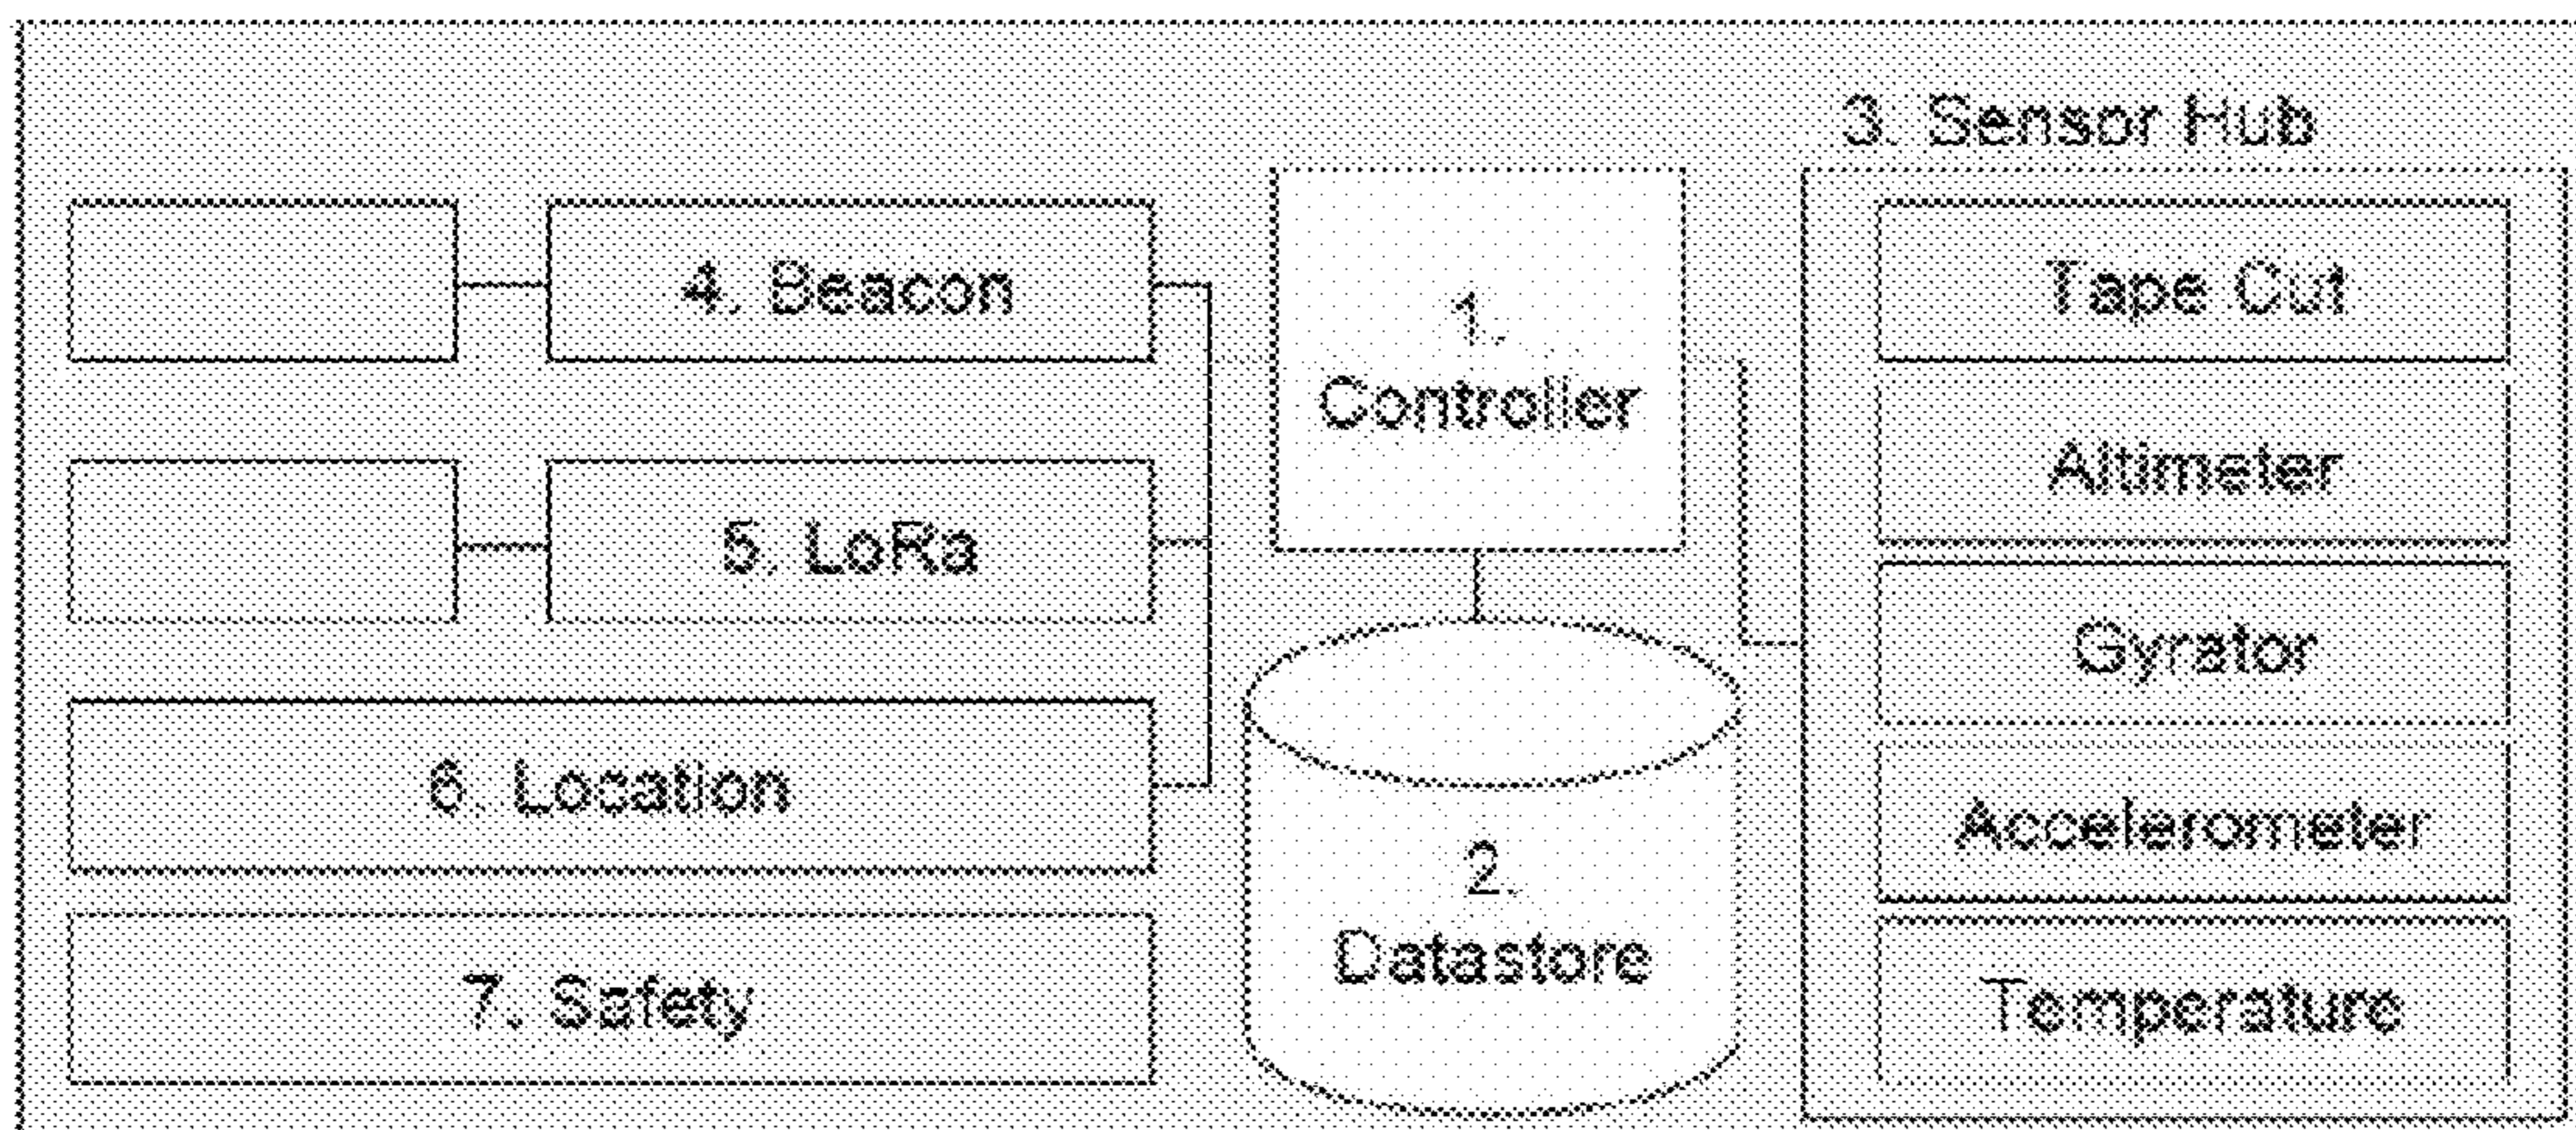 3. Sensor Hub
4. Beacon
1.
Controller
Tape Cut
Altimeter
5. LoRa
Gyrator
6. Location
Accelerometer
2.
Datastore
7. Safety
Temperature